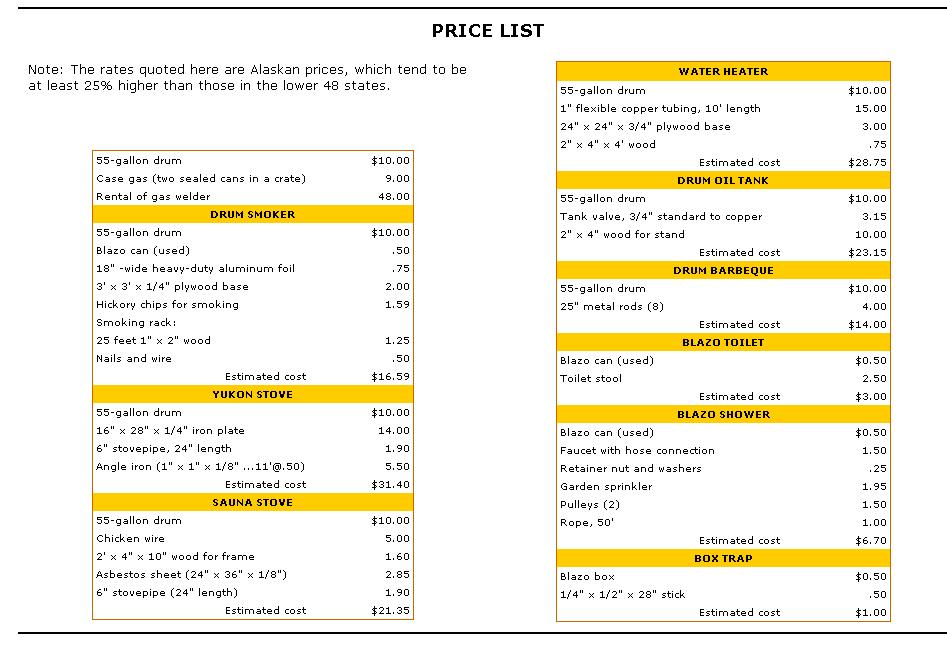 PRICE LIST
Note: The rates quoted here are Alaskan prices, which tend to be
at least 25% higher than those in the lower 48 states.
55-gallon drum $10.00
Case gas (two sealed cans in a crate) 9.00
Rental of gas welder 48.00
DRUM SMOKER
55-gallon drum $10.00
Blazo can (used) .50
18" -wide heavy-duty aluminum foil .75
3' x 3' x 1/4" plywood base 2.00
Hickory chips for smoking 1.59
Smoking rack:
25 feet 1" x 2" wood 1.25
Nails and wire .50
Estimated cost $16.59
YUKON STOVE
55-gallon drum $10.00
16" x 28" x 1/4" iron plate 14.00
6" stovepipe, 24" length 1.90
Angle iron (1" x 1" x 1/8" ...11'@.50) 5.50
Estimated cost $31.40
SAUNA STOVE
55-gallon drum $10.00
Chicken wire 5.00
2' x 4" x 10" wood for frame 1.60
Asbestos sheet (24" x 36" x 1/8") 2.85
6" stovepipe (24" length) 1.90
Estimated cost $21.35
WATER HEATER
55-gallon drum $10.00
1" flexible copper tubing, 10' length 15.00
24" x 24" x 3/4" plywood base 3.00
2" x 4" x 4' wood .75
Estimated cost $28.75
DRUM OIL TANK
55-gallon drum $10.00
Tank valve, 3/4" standard to copper 3.15
2" x 4" wood for stand 10.00
Estimated cost $23.15
DRUM BARBEQUE
55-gallon drum $10.00
25" metal rods (8) 4.00
Estimated cost $14.00
BLAZO TOILET
Blazo can (used) $0.50
Toilet stool 2.50
Estimated cost $3.00
BLAZO SHOWER
Blazo can (used) $0.50
Faucet with hose connection 1.50
Retainer nut and washers .25
Garden sprinkler 1.95
Pulleys (2) 1.50
Rope, 50' 1.00
Estimated cost $6.70
BOX TRAP
Blazo box $0.50
1/4" x 1/2" x 28" stick .50
Estimated cost $1.00